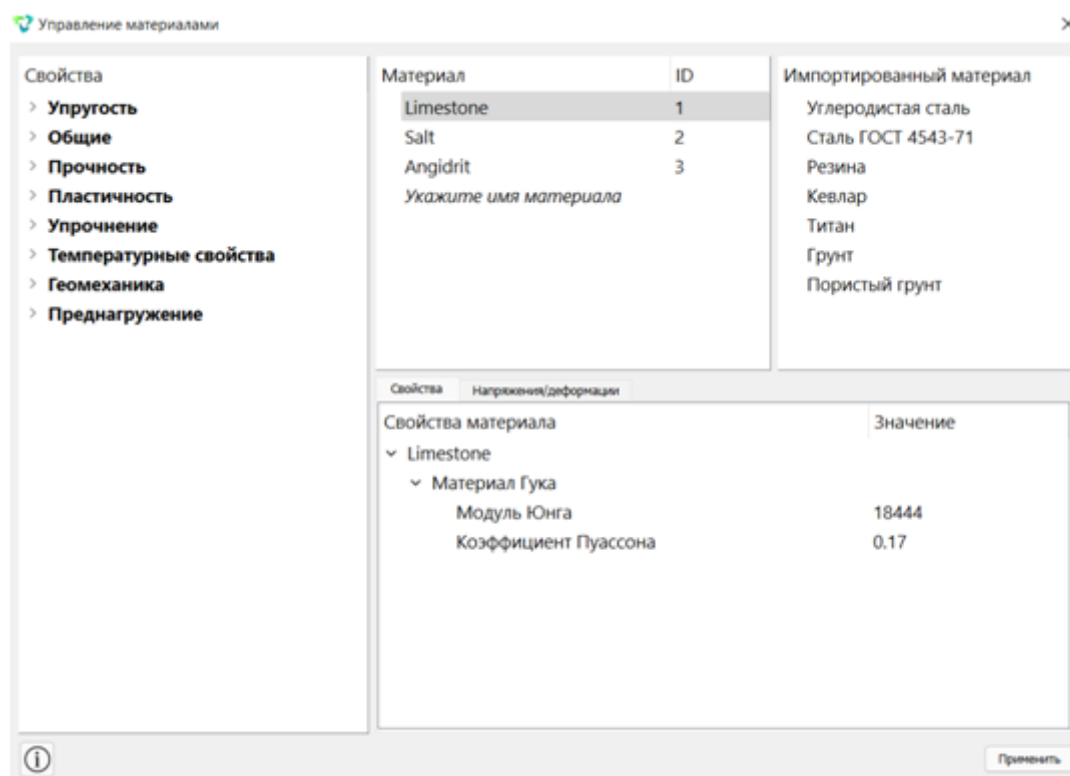 Управление материалами
Свойства
Упругость
Общие
Прочность
Пластичность
Упрочнение
Температурные свойства
Геомеханика
Преднагружение
Материал ID
Limestone 1
Salt 2
Angidrit 3
Укажите имя материала
Импортированный материал
Углеродистая сталь
Сталь ГОСТ 4543-71
Резина
Кевлар
Титан
Грунт
Пористый грунт
Свойства Напряжения/деформации
Свойства материала Значение
Limestone
Материал Гука
Модуль Юнга 18444
Коэффициент Пуассона 0.17
Применить